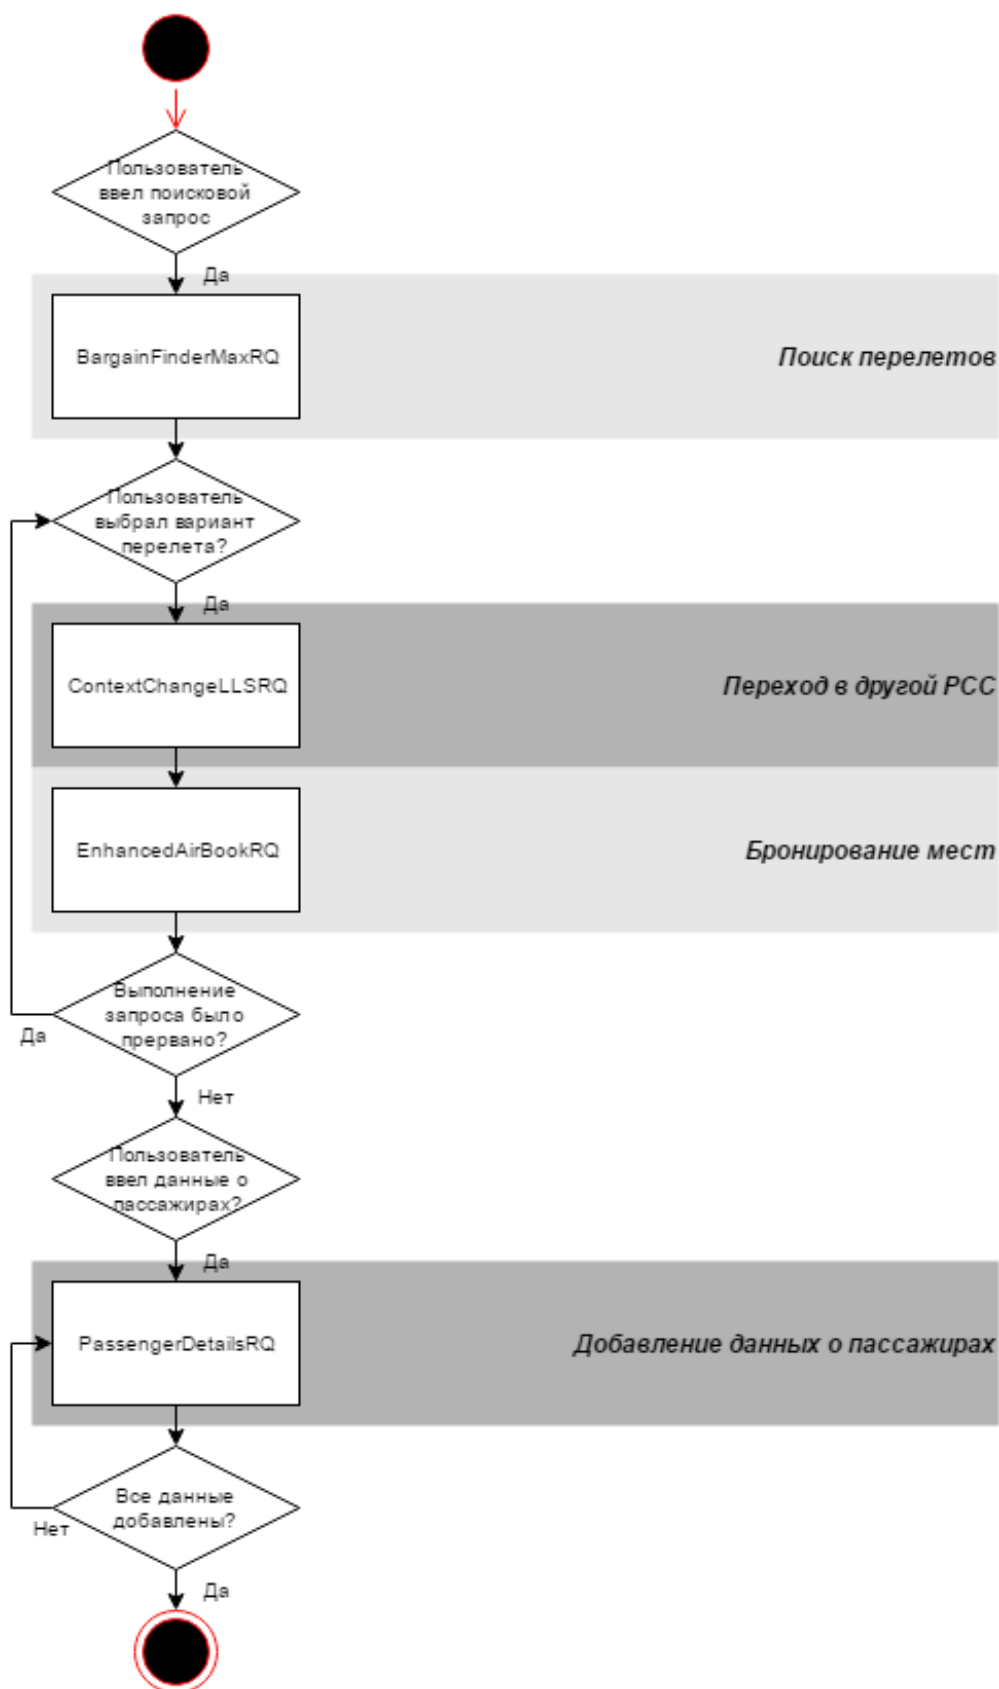 Пользователь
ввел поисковой
запрос
Да
BargainFinderMaxRQ
Поиск перелетов
Пользователь
выбрал вариант
перелета?
Да
ContextChangeLLSRQ
Переход в другой PCC
EnhancedAirBookRQ
Бронирование мест
Выполнение
запроса было
прервано?
Да
Нет
Пользователь
ввел данные о
пассажирах?
Да
PassengerDetailsRQ
Добавление данных о пассажирах
Все данные
добавлены?
Нет
Да